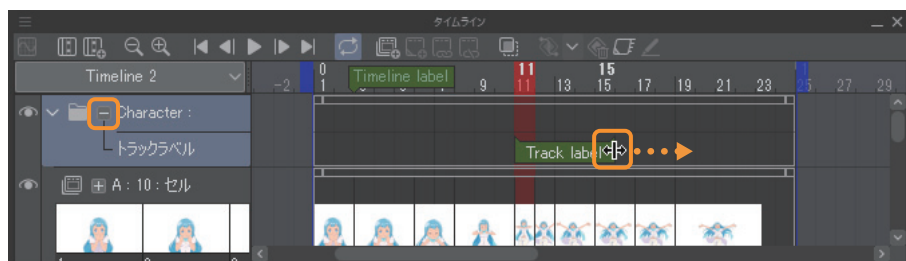 タイムライン
Timeline 2
0 11 15
-2 1 Timeline label 9 11 13 15 17 19 21 23 25 27 29
Character :
トラックラベル
Track label
A : 10 : セル